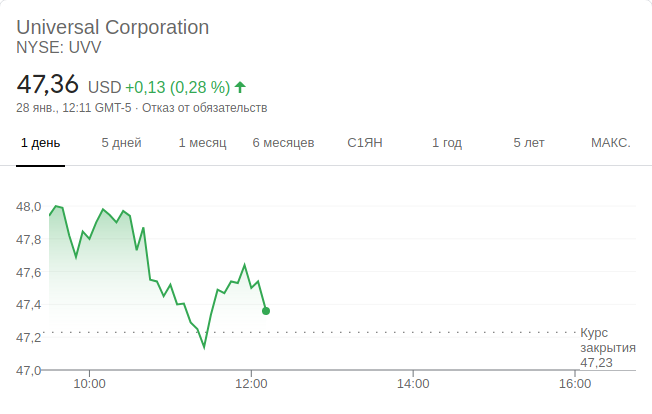 Universal Corporation
NYSE: UVV
47,36 USD +0,13 (0,28 %)
28 янв., 12:11 GMT-5 · Отказ от обязательств
1 день 5 дней 1 месяц 6 месяцев С1ЯН 1 год 5 лет МАКС.
48,0
47,8
47,6
47,4
47,2
47,0
Курс
закрытия
47,23
10:00 12:00 14:00 16:00